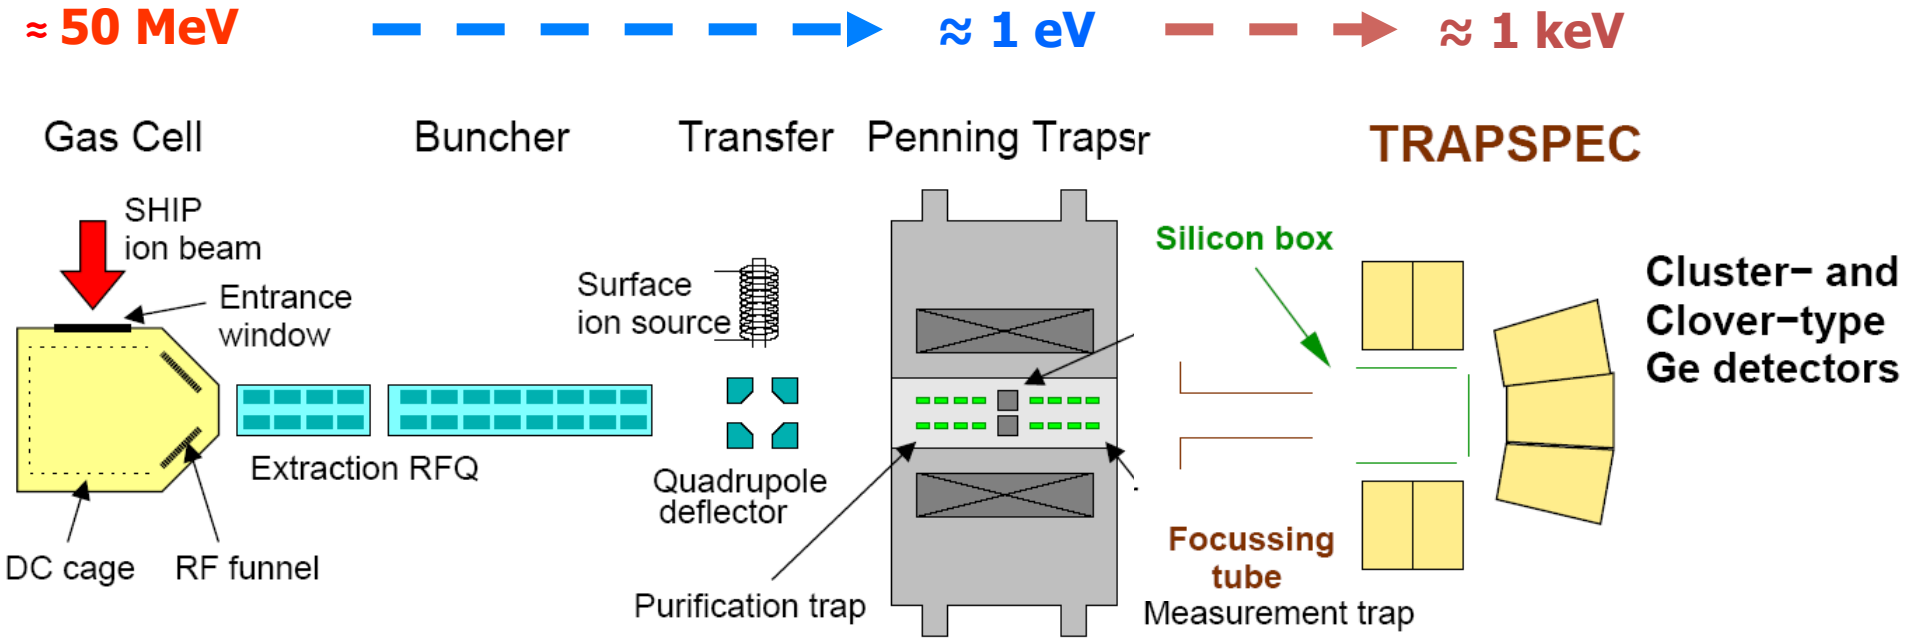 ≈ 50 MeV
≈ 1 eV
≈ 1 keV
Gas Cell
Buncher
Transfer
Penning Trapsr
TRAPSPEC
SHIP
ion beam
Entrance
window
Surface
ion source
Silicon box
Cluster− and
Clover−type
Ge detectors
Extraction RFQ
Quadrupole
deflector
DC cage
RF funnel
Purification trap
Focussing
tube
Measurement trap